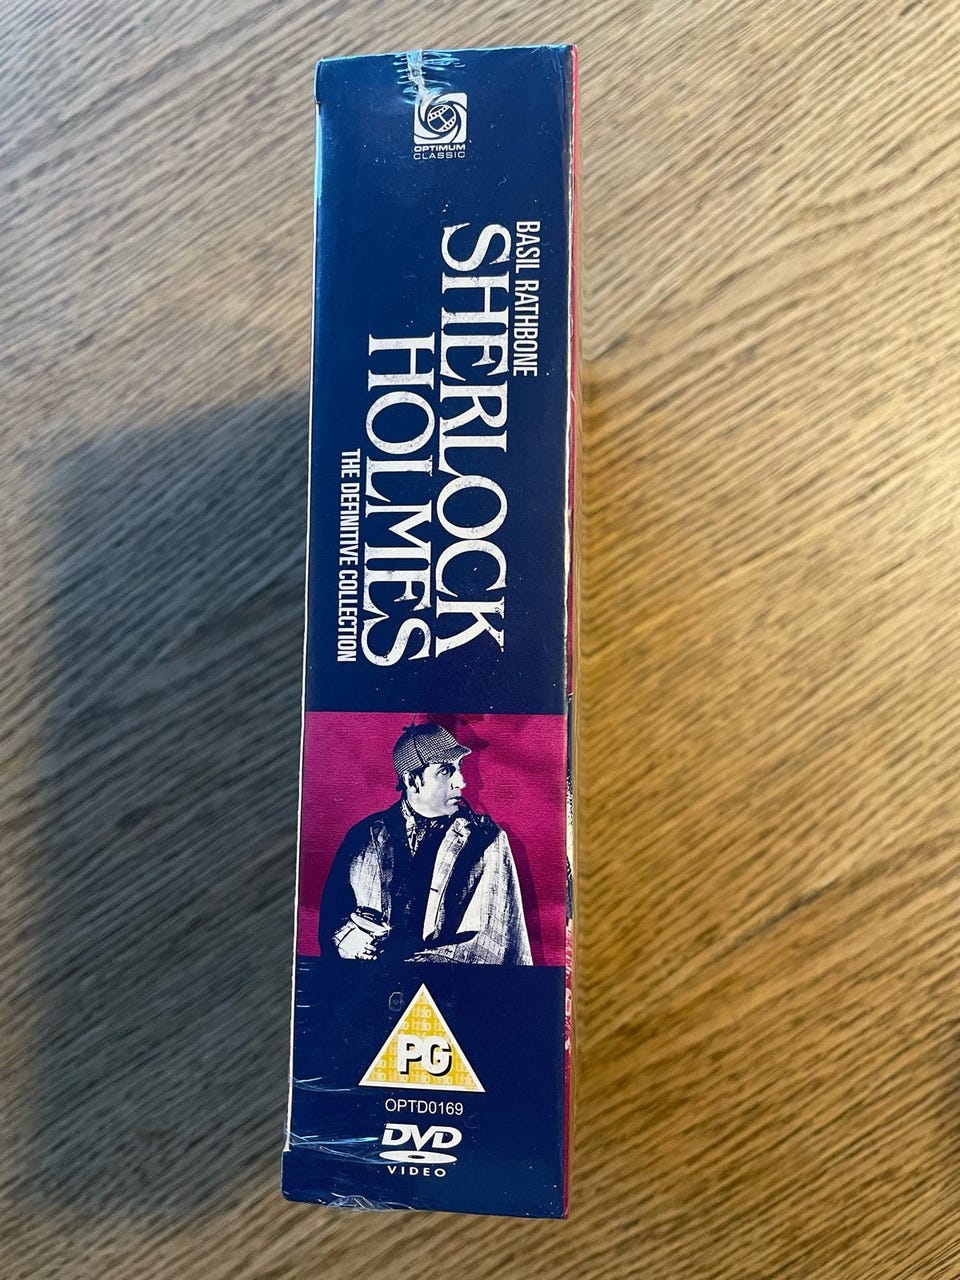 OPTIMUM
CLASSIC
BASIL RATHBONE
SHERLOCK
HOLMES
THE DEFINITIVE COLLECTION
PG
OPTD0169
DVD
VIDEO